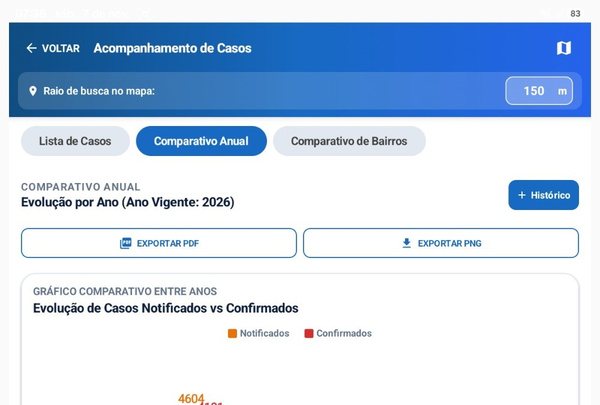 83
VOLTAR Acompanhamento de Casos
Raio de busca no mapa: 150 m
Lista de Casos Comparativo Anual Comparativo de Bairros
COMPARATIVO ANUAL
Evolução por Ano (Ano Vigente: 2026)
+ Histórico
PDF EXPORTAR PDF EXPORTAR PNG
GRÁFICO COMPARATIVO ENTRE ANOS
Evolução de Casos Notificados vs Confirmados
Notificados Confirmados
4604